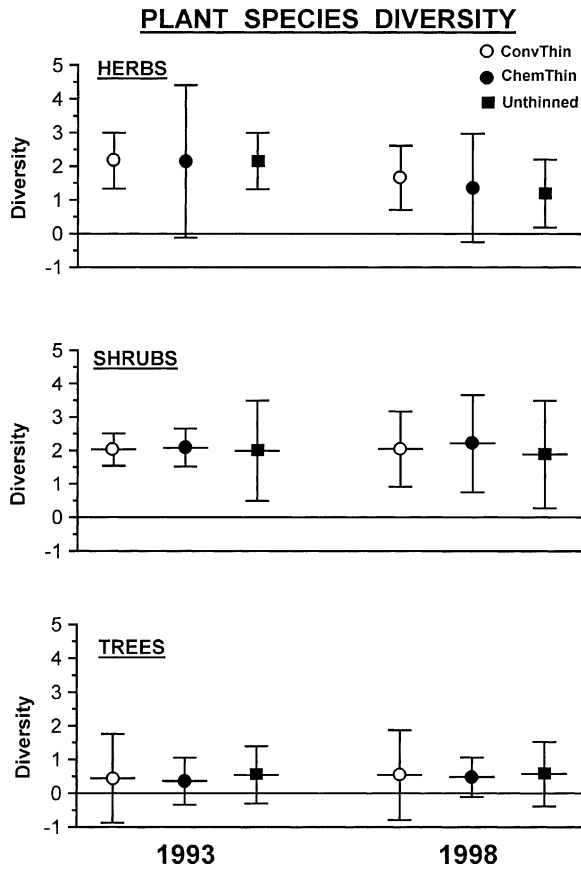 PLANT SPECIES DIVERSITY
ConvThin
ChemThin
Unthinned
HERBS
Diversity
5
4
3
2
1
0
-1
SHRUBS
Diversity
5
4
3
2
1
0
-1
TREES
Diversity
5
4
3
2
1
0
-1
1993 1998